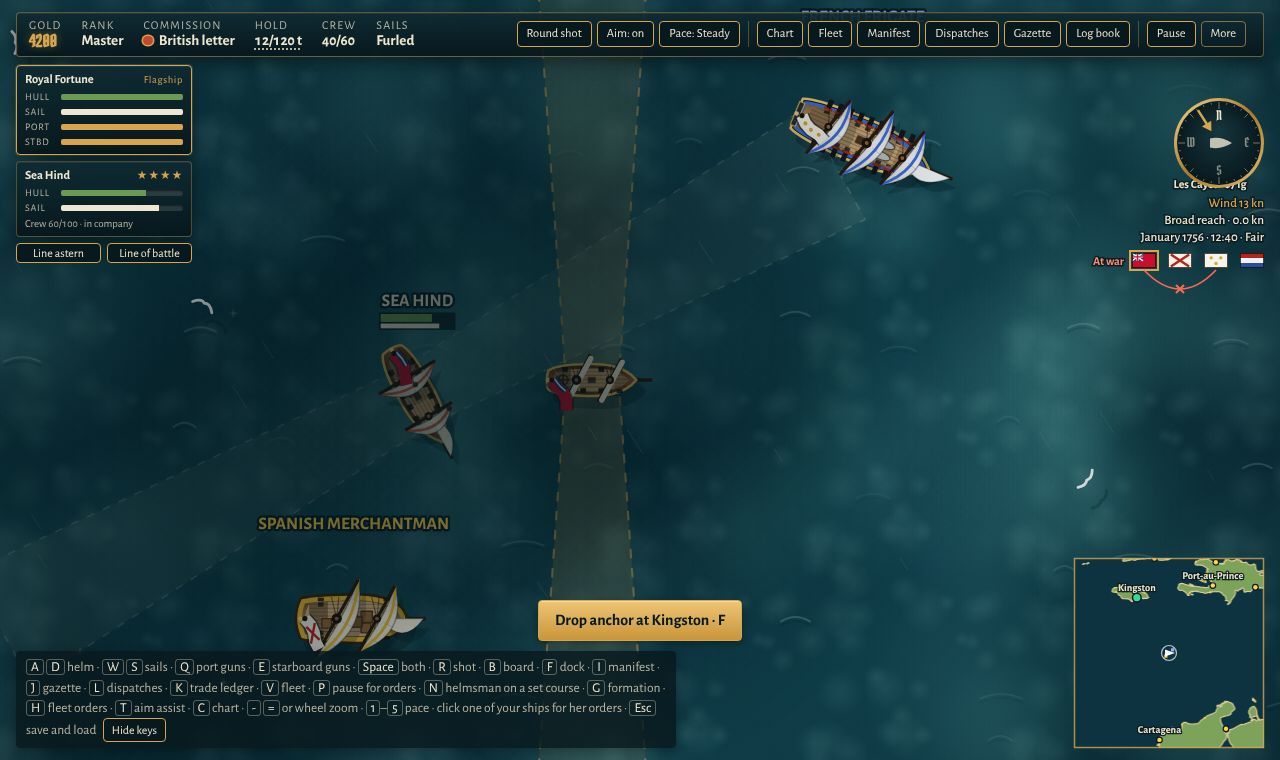 FRENCH FRIGATE
GOLD RANK COMMISSION HOLD CREW SAILS
4200 Master British letter 12/120 t 40/60 Furled
Round shot Aim: on Pace: Steady Chart Fleet Manifest Dispatches Gazette Log book Pause More
Royal Fortune Flagship
HULL
SAIL
PORT
STBD
Sea Hind ★★★★
HULL
SAIL
Crew 60/100 · in company
Line astern Line of battle
N
W E
S
Wind 13 kn
Broad reach · 0.0 kn
January 1756 · 12:40 · Fair
At war
SEA HIND
SPANISH MERCHANTMAN
Drop anchor at Kingston · F
A D helm · W S sails · Q port guns · E starboard guns · Space both · R shot · B board · F dock · I manifest ·
J gazette · L dispatches · K trade ledger · V fleet · P pause for orders · N helmsman on a set course · G formation ·
H fleet orders · T aim assist · C chart · - = or wheel zoom · 1–5 pace · click one of your ships for her orders · Esc
save and load Hide keys
Port-au-Prince
Kingston
Cartagena